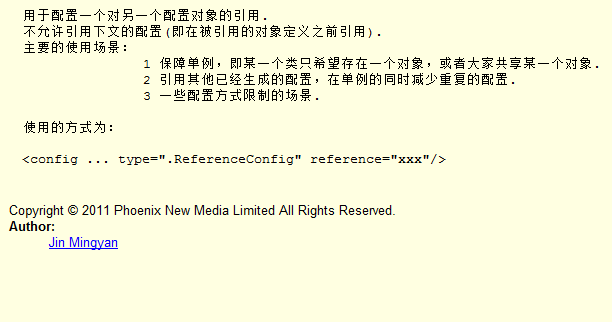 用于配置一个对另一个配置对象的引用.
不允许引用下文的配置(即在被引用的对象定义之前引用).
主要的使用场景:
1 保障单例，即某一个类只希望存在一个对象，或者大家共享某一个对象.
2 引用其他已经生成的配置，在单例的同时减少重复的配置.
3 一些配置方式限制的场景.
使用的方式为:
<config ... type=".ReferenceConfig" reference="xxx"/>
Copyright © 2011 Phoenix New Media Limited All Rights Reserved.
Author:
Jin Mingyan